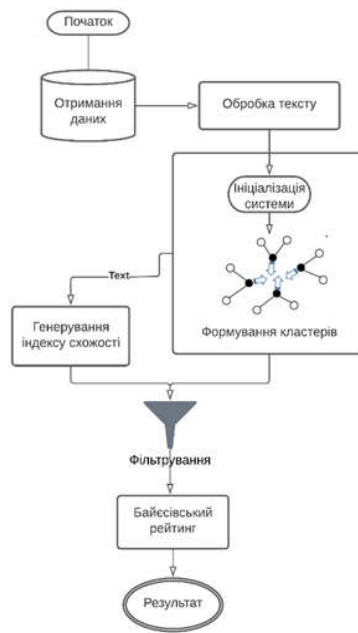 Початок
Отримання
даних
Обробка тексту
Ініціалізація
системи
Text
Генерування
індексу схожості
Формування кластерів
Фільтрування
Байєсівський
рейтинг
Результат